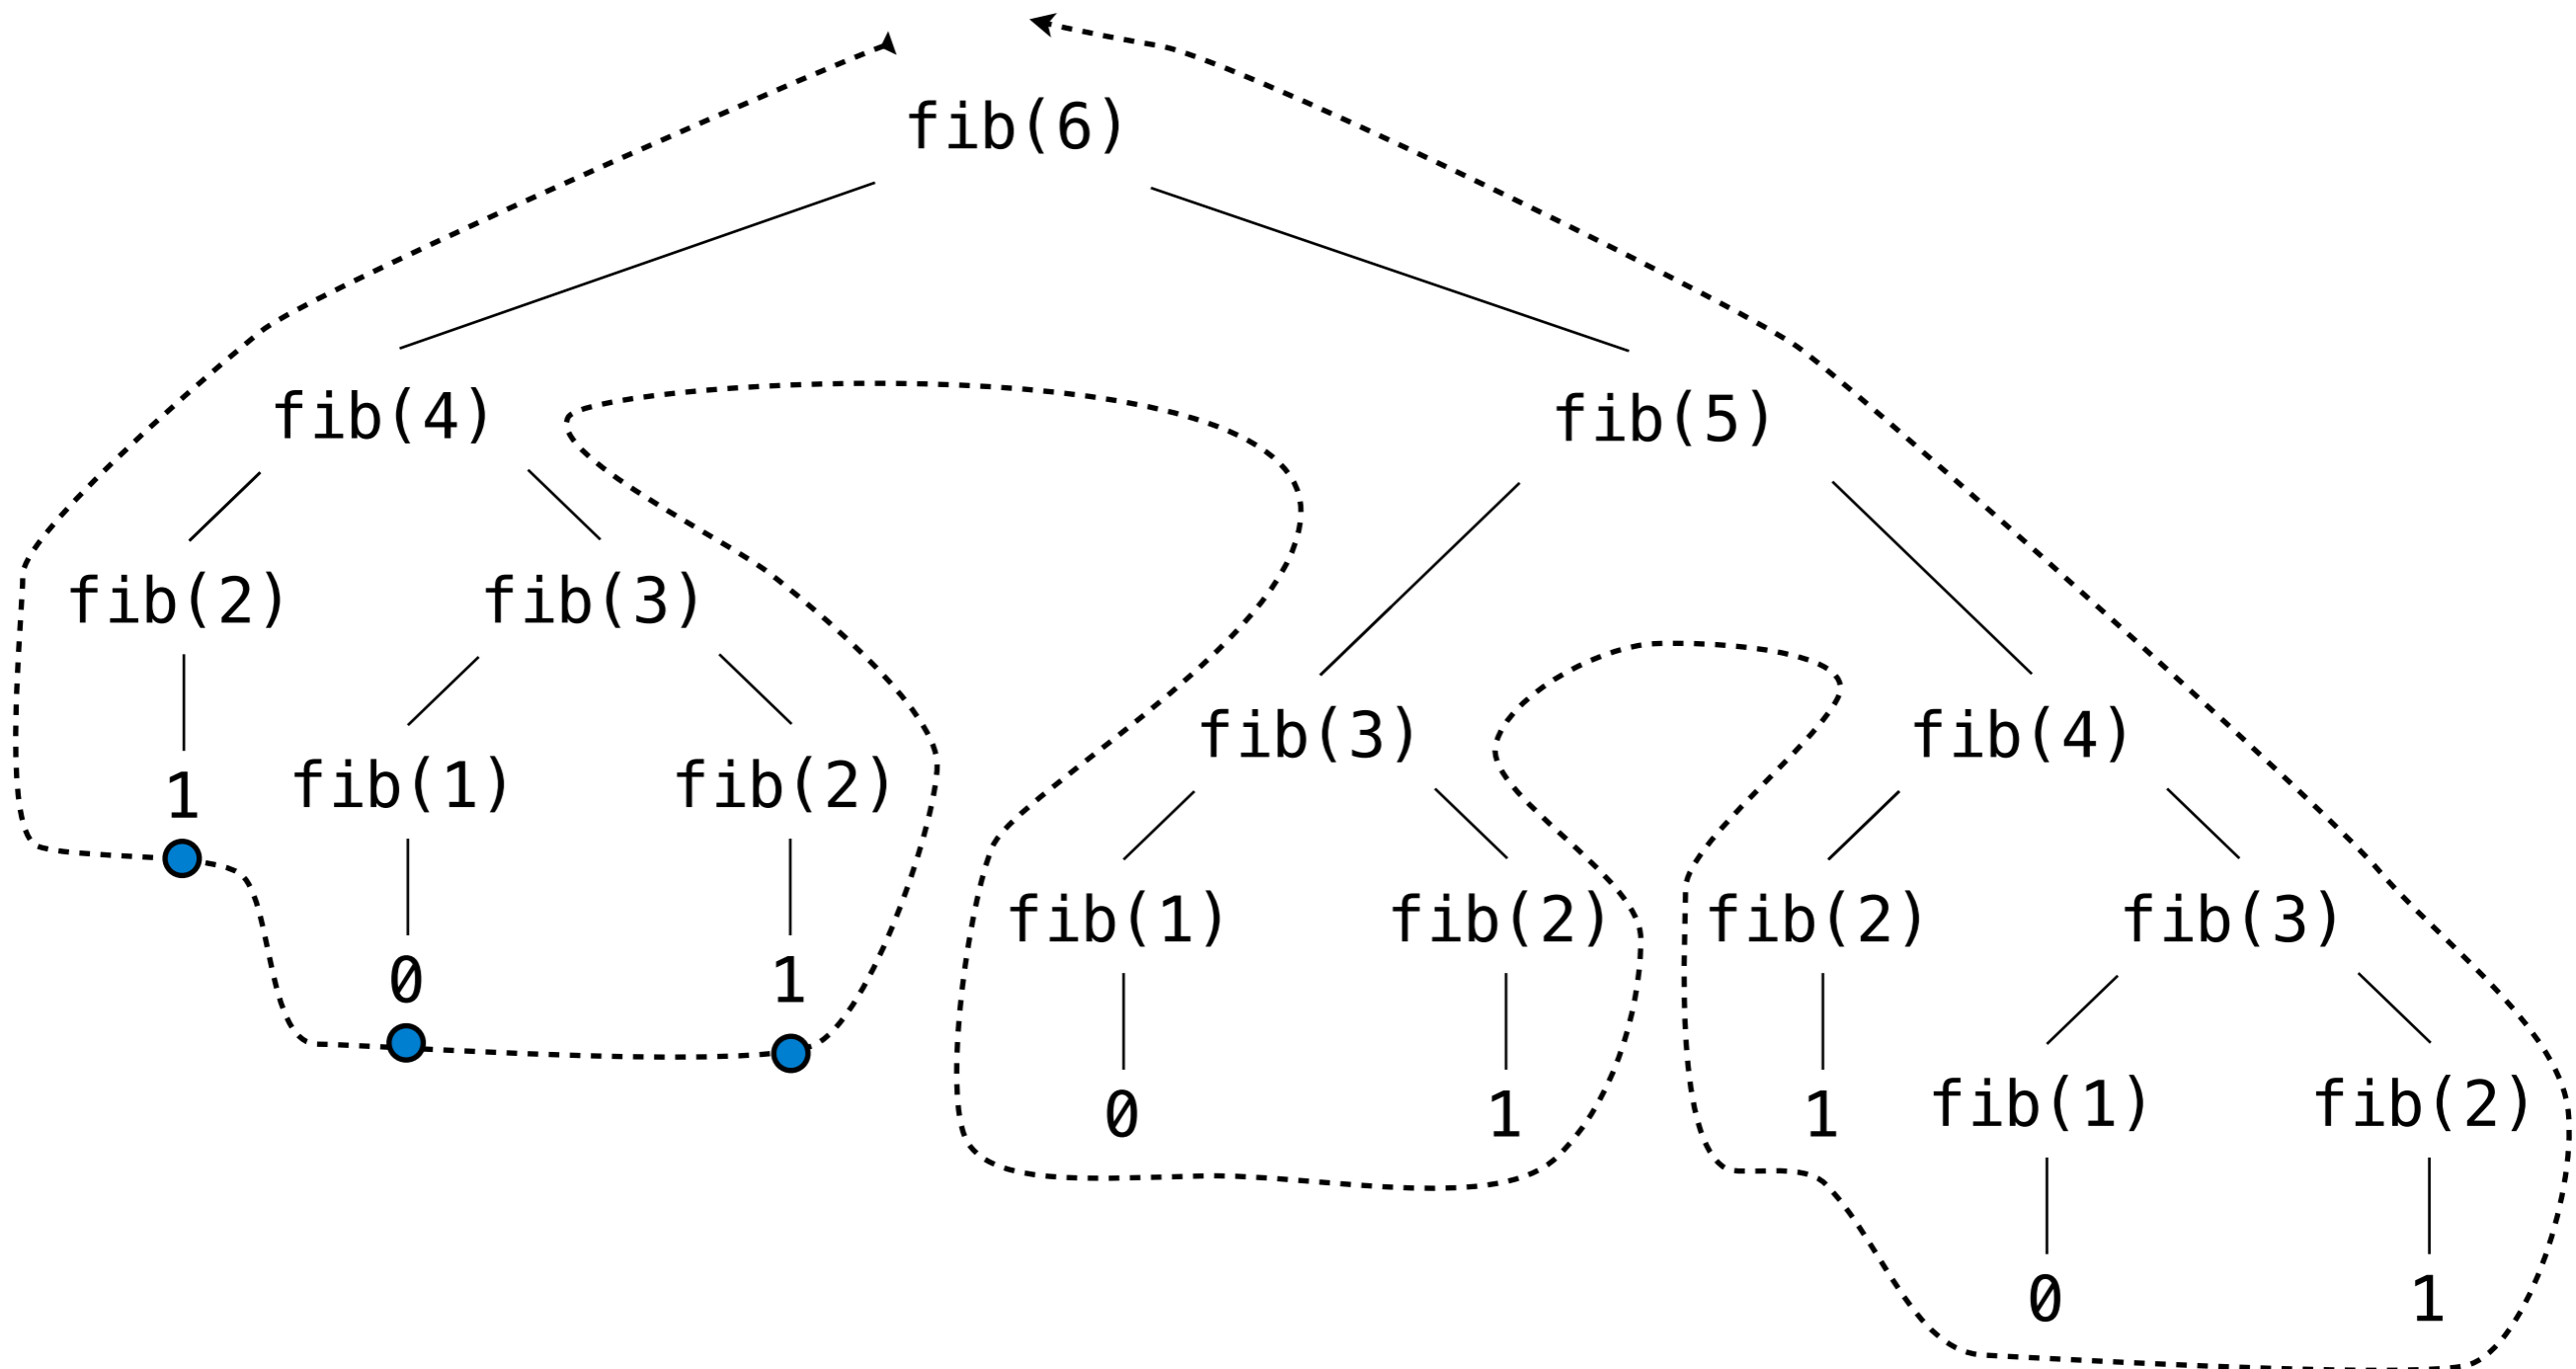 fib(6)
fib(4) fib(5)
fib(2) fib(3)
fib(3) fib(4)
1 fib(1) fib(2)
fib(1) fib(2) fib(2) fib(3)
0 1
0 1 1 fib(1) fib(2)
0 1